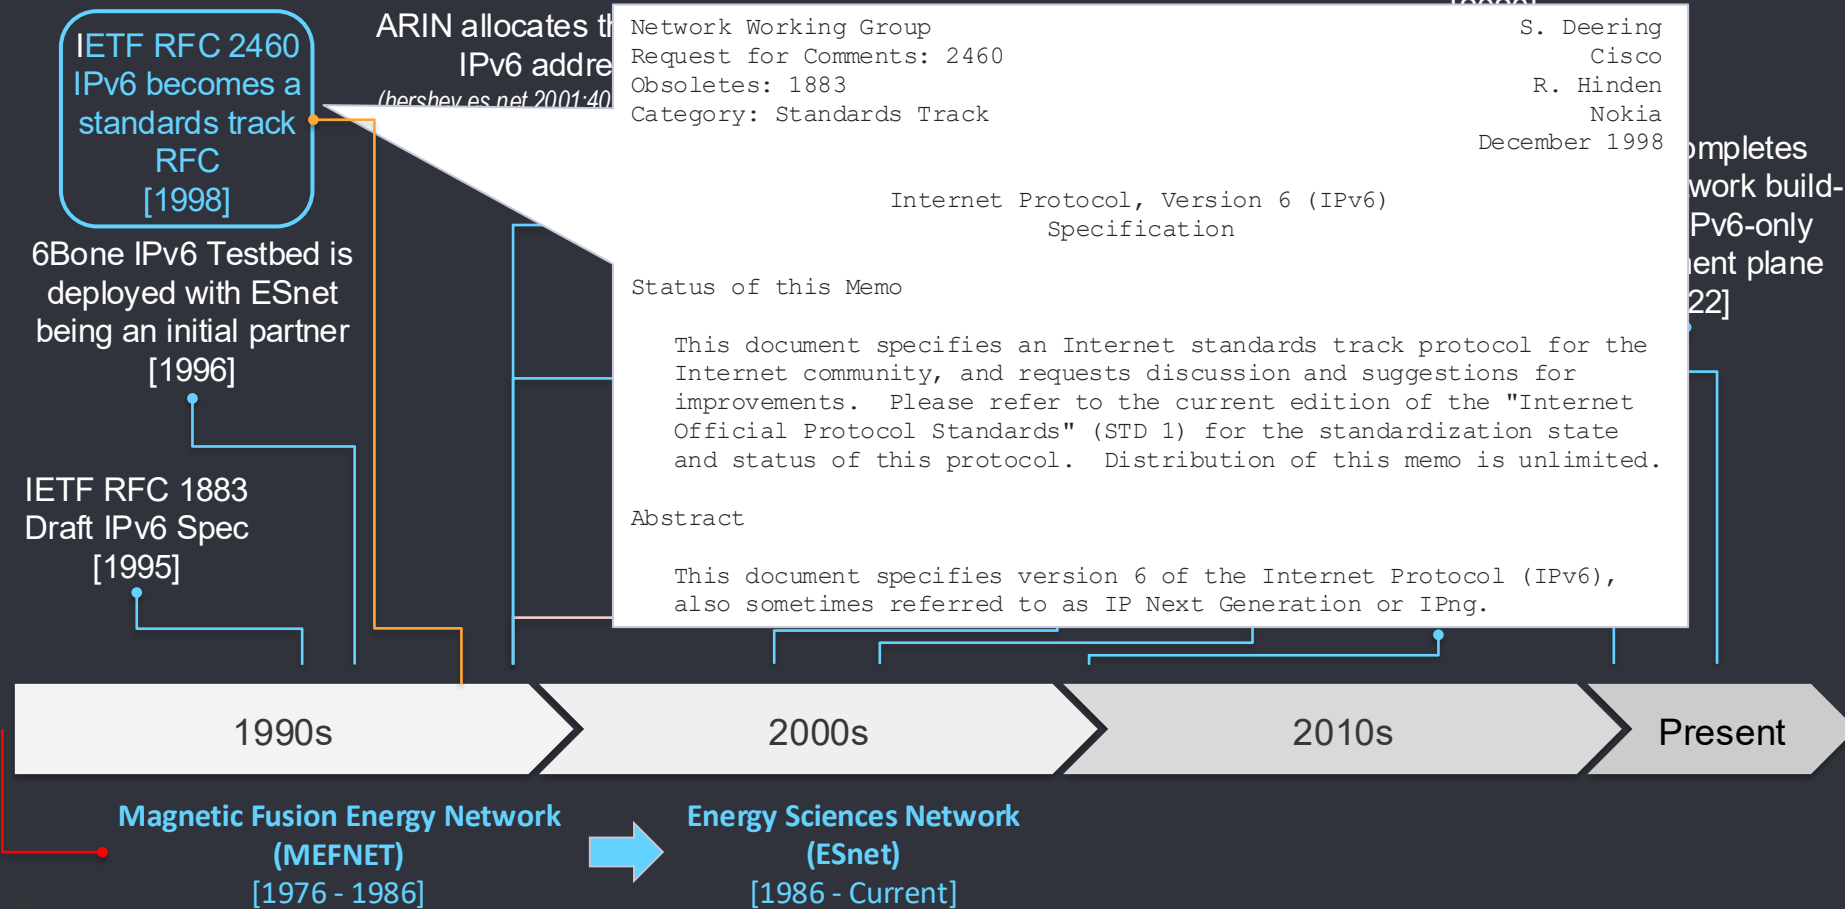 IETF RFC 2460
IPv6 becomes a
standards track
RFC
[1998]
6Bone IPv6 Testbed is
deployed with ESnet
being an initial partner
[1996]
IETF RFC 1883
Draft IPv6 Spec
[1995]
ARIN allocates
IPv6
(hershey.es.net 2001:40
Network Working Group S. Deering
Request for Comments: 2460 Cisco
Obsoletes: 1883 R. Hinden
Category: Standards Track Nokia
December 1998
Internet Protocol, Version 6 (IPv6)
Specification
Status of this Memo
This document specifies an Internet standards track protocol for the
Internet community, and requests discussion and suggestions for
improvements. Please refer to the current edition of the "Internet
Official Protocol Standards" (STD 1) for the standardization state
and status of this protocol. Distribution of this memo is unlimited.
Abstract
This document specifies version 6 of the Internet Protocol (IPv6),
also sometimes referred to as IP Next Generation or IPng.
ompletes
work build-
Pv6-only
ent plane
22]
1990s
2000s
2010s
Present
Magnetic Fusion Energy Network
(MEFNET)
[1976 - 1986]
Energy Sciences Network
(ESnet)
[1986 - Current]
15